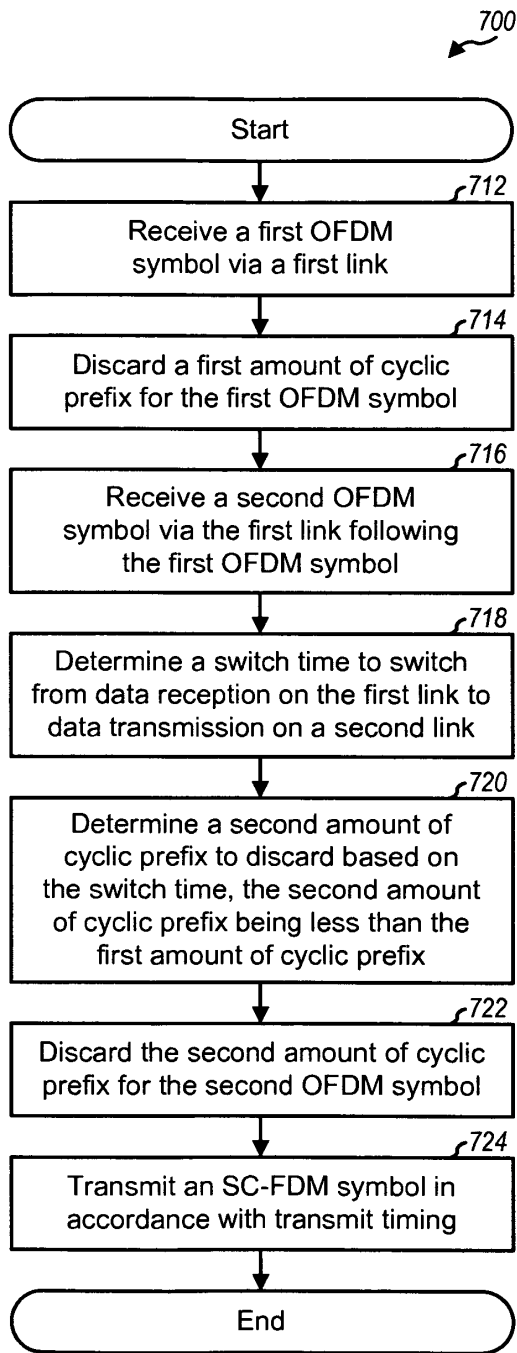 700
Start
712
Receive a first OFDM
symbol via a first link
714
Discard a first amount of cyclic
prefix for the first OFDM symbol
716
Receive a second OFDM
symbol via the first link following
the first OFDM symbol
718
Determine a switch time to switch
from data reception on the first link to
data transmission on a second link
720
Determine a second amount of
cyclic prefix to discard based on
the switch time, the second amount
of cyclic prefix being less than the
first amount of cyclic prefix
722
Discard the second amount of cyclic
prefix for the second OFDM symbol
724
Transmit an SC-FDM symbol in
accordance with transmit timing
End